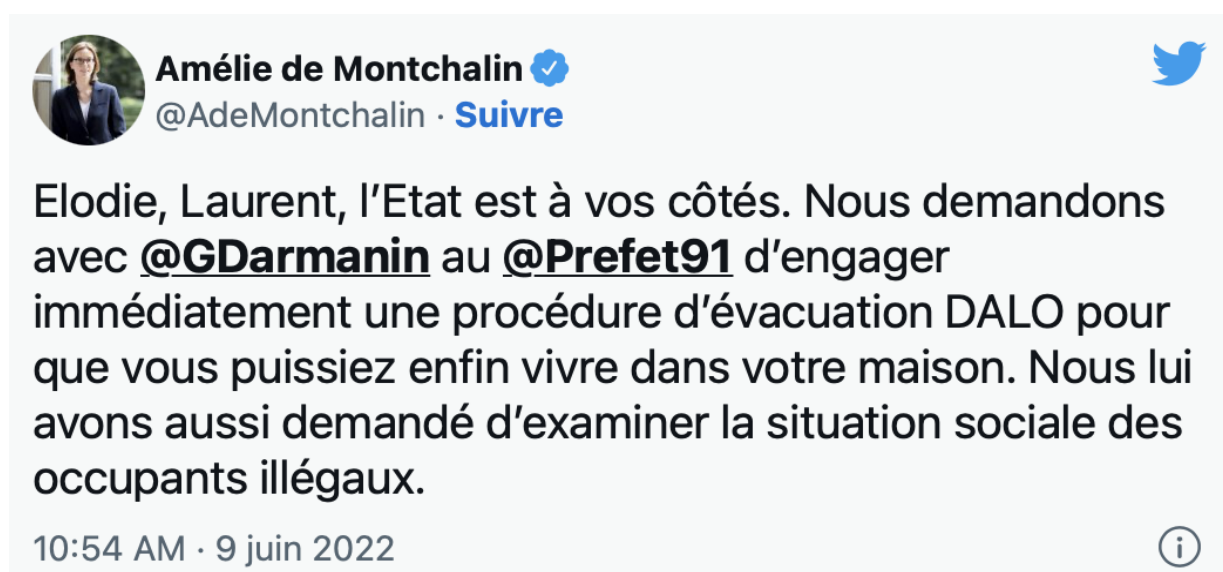 Amélie de Montchalin
@AdeMontchalin · Suivre
Elodie, Laurent, l’Etat est à vos côtés. Nous demandons
avec @GDarmanin au @Prefet91 d’engager
immédiatement une procédure d’évacuation DALO pour
que vous puissiez enfin vivre dans votre maison. Nous lui
avons aussi demandé d’examiner la situation sociale des
occupants illégaux.
10:54 AM · 9 juin 2022